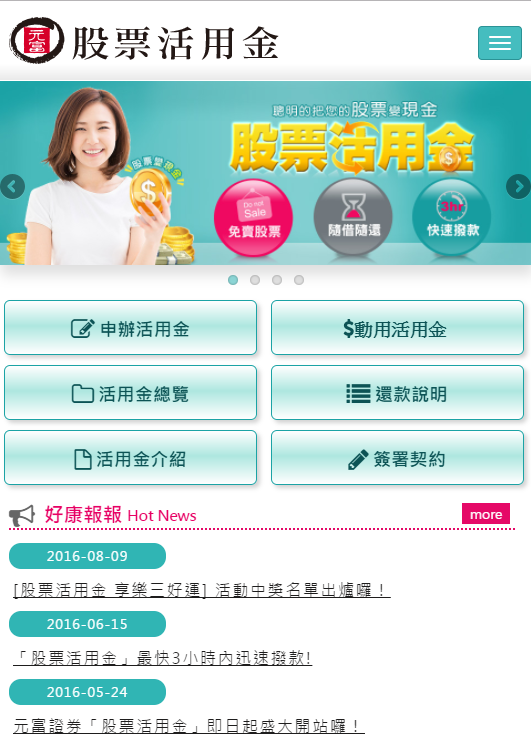 元富
股票活用金
聰明的把您的股票變現金
股票活用金
股票變現金
$
Do not
Sale
免賣股票
隨借隨還
3hr
快速撥款
申辦活用金
$動用活用金
活用金總覽
還款說明
活用金介紹
簽署契約
好康報報 Hot News
more
2016-08-09
[股票活用金 享樂三好運] 活動中獎名單出爐囉！
2016-06-15
「股票活用金」最快3小時內迅速撥款!
2016-05-24
元富證券「股票活用金」即日起盛大開站囉！